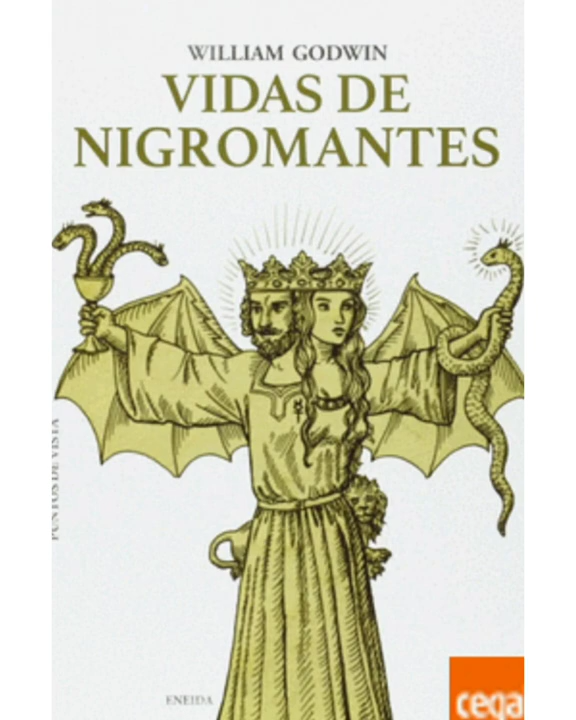 WILLIAM GODWIN
VIDAS DE
NIGROMANTES
PUNTOS DE VISTA
ENEIDA
cega